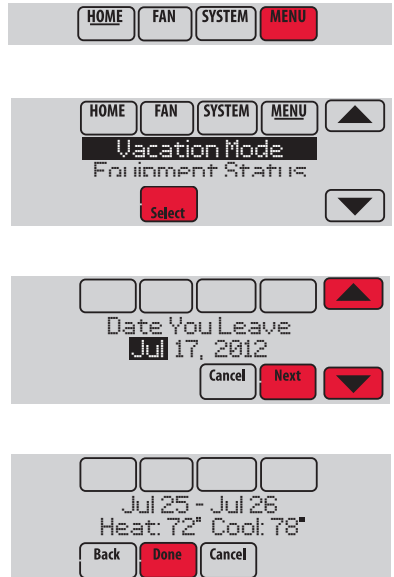 HOME FAN SYSTEM MENU
HOME FAN SYSTEM MENU
Vacation Mode
Equipment Status
Select
Date You Leave
Jul 17, 2012
Cancel Next
Jul 25 - Jul 26
Heat: 72° Cool: 78°
Back Done Cancel